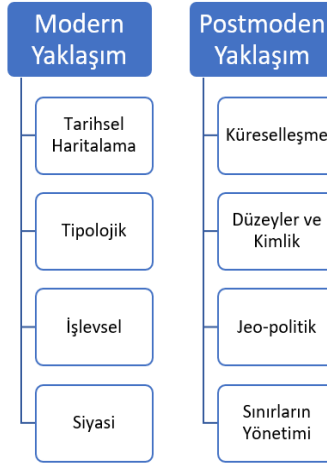 Modern
Yaklaşım
Tarihsel
Haritalama
Tipolojik
İşlevsel
Siyasi
Postmoden
Yaklaşım
Küreselleşme
Düzeyler ve
Kimlik
Jeo-politik
Sınırların
Yönetimi